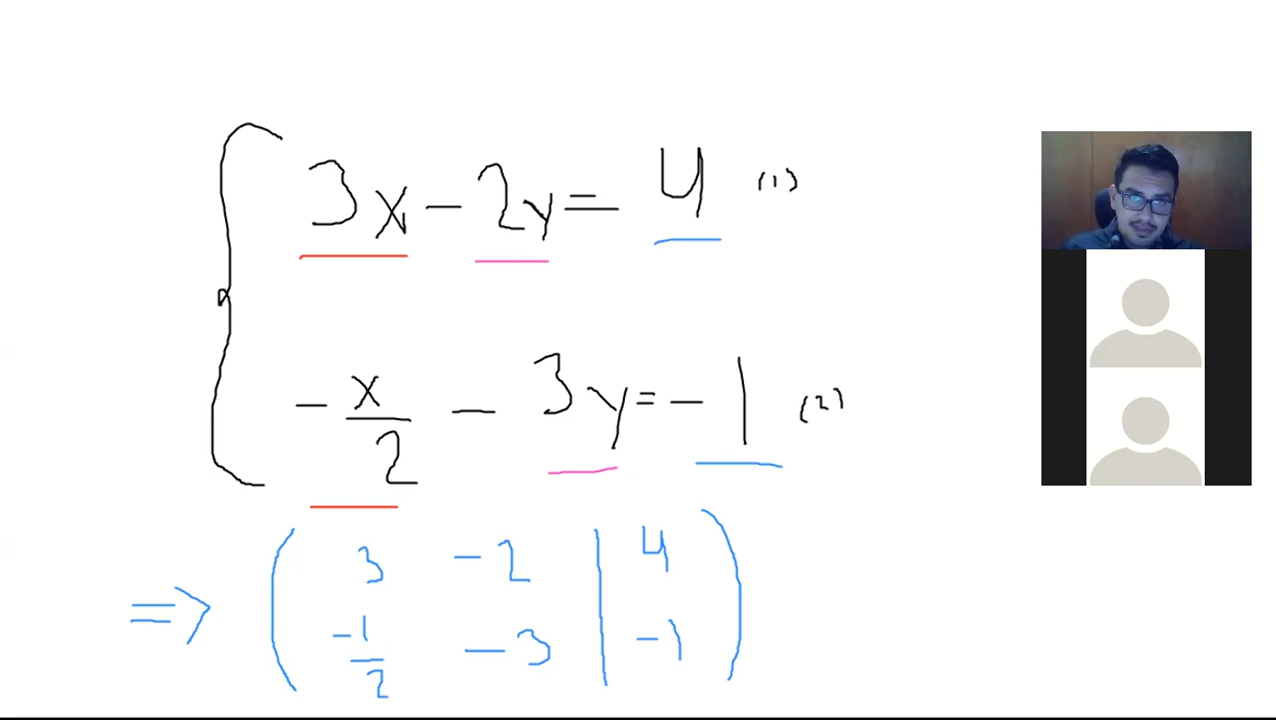 3x - 2y = 4 (1)
-x/2 - 3y = -1 (2)
=> ( 3 -2 | 4
-1/2 -3 | -1 )